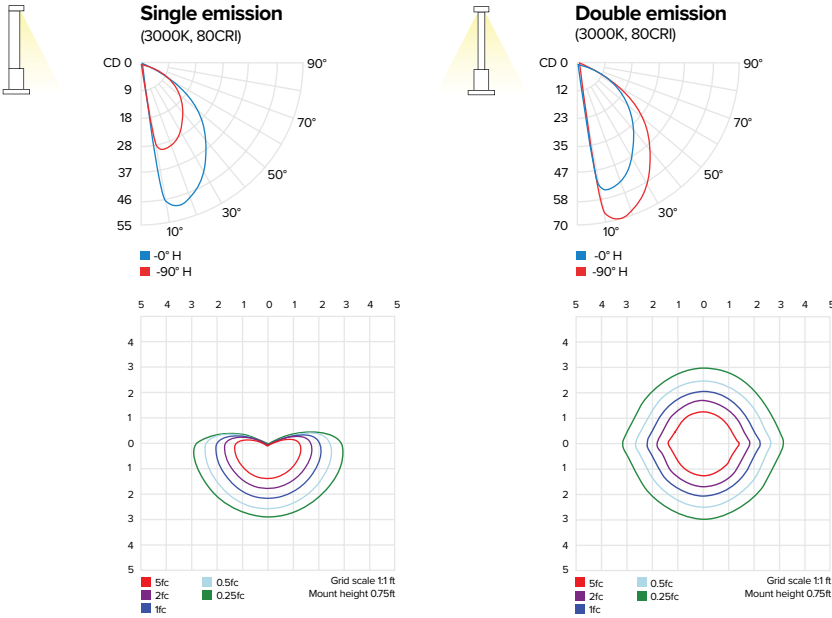 Single emission
(3000K, 80CRI)
CD 0
90°
9
18
70°
28
37
50°
46
30°
55
10°
-0° H
-90° H
5 4 3 2 1 0 1 2 3 4 5
4
3
2
1
0
1
2
3
4
5
5fc 0.5fc
2fc 0.25fc
1fc
Grid scale 1:1 ft
Mount height 0.75ft
Double emission
(3000K, 80CRI)
CD 0
90°
12
23
70°
35
47
50°
58
30°
70
10°
-0° H
-90° H
5 4 3 2 1 0 1 2 3 4 5
4
3
2
1
0
1
2
3
4
5
5fc 0.5fc
2fc 0.25fc
1fc
Grid scale 1:1 ft
Mount height 0.75ft